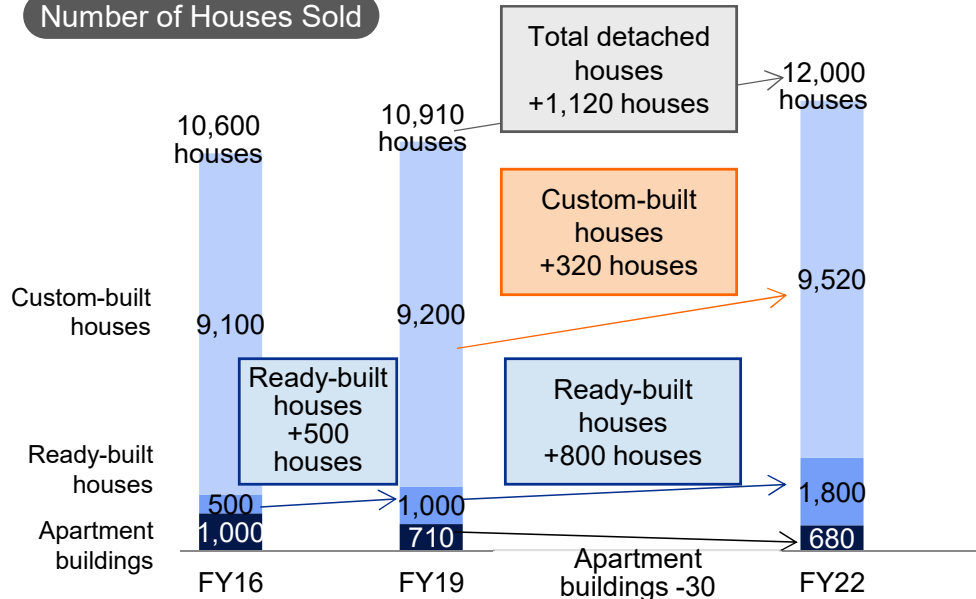 Number of Houses Sold
Total detached
houses
+1,120 houses
12,000
houses
10,600
houses
10,910
houses
Custom-built
houses
+320 houses
9,520
Custom-built
houses
9,100
9,200
Ready-built
houses
+500
houses
Ready-built
houses
+800 houses
Ready-built
houses
500
1,000
1,800
Apartment
buildings
1,000
710
680
Apartment
buildings -30
FY16
FY19
FY22